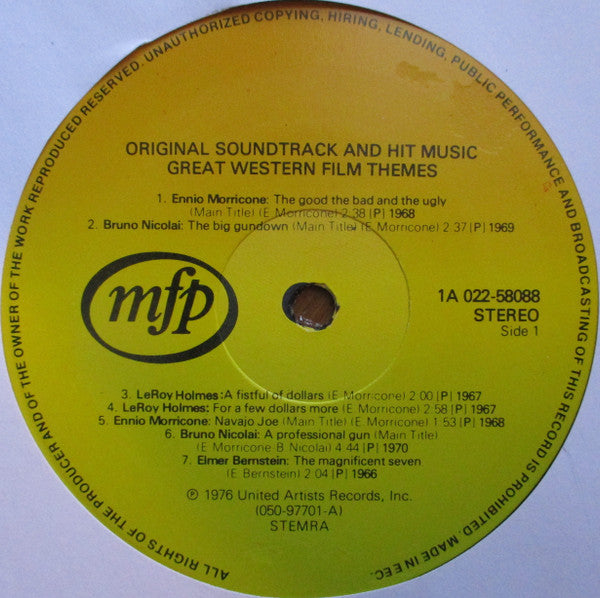 ALL RIGHTS OF THE PRODUCER AND OF THE OWNER OF THE WORK REPRODUCED RESERVED. UNAUTHORIZED COPYING, HIRING, LENDING, PUBLIC PERFORMANCE AND BROADCASTING OF THIS RECORD IS PROHIBITED. MADE IN EEC.
ORIGINAL SOUNDTRACK AND HIT MUSIC
GREAT WESTERN FILM THEMES
1. Ennio Morricone: The good the bad and the ugly
(Main Title) (E Morricone) 2 38 |P| 1968
2. Bruno Nicolai: The big gundown (Main Title) (E Morricone) 2 37 |P| 1969
mfp
1A 022-58088
STEREO
Side 1
3. LeRoy Holmes: A fistful of dollars (E Morricone) 2 00 |P| 1967
4. LeRoy Holmes: For a few dollars more (E Morricone) 2 58 |P| 1967
5. Ennio Morricone: Navajo Joe (Main Title) (E Morricone) 1 53 |P| 1968
6. Bruno Nicolai: A professional gun (Main Title)
(E Morricone-B Nicolai) 4 44 |P| 1970
7. Elmer Bernstein: The magnificent seven
(E Bernstein) 2 04 |P| 1966
℗ 1976 United Artists Records, Inc.
(050-97701-A)
STEMRA